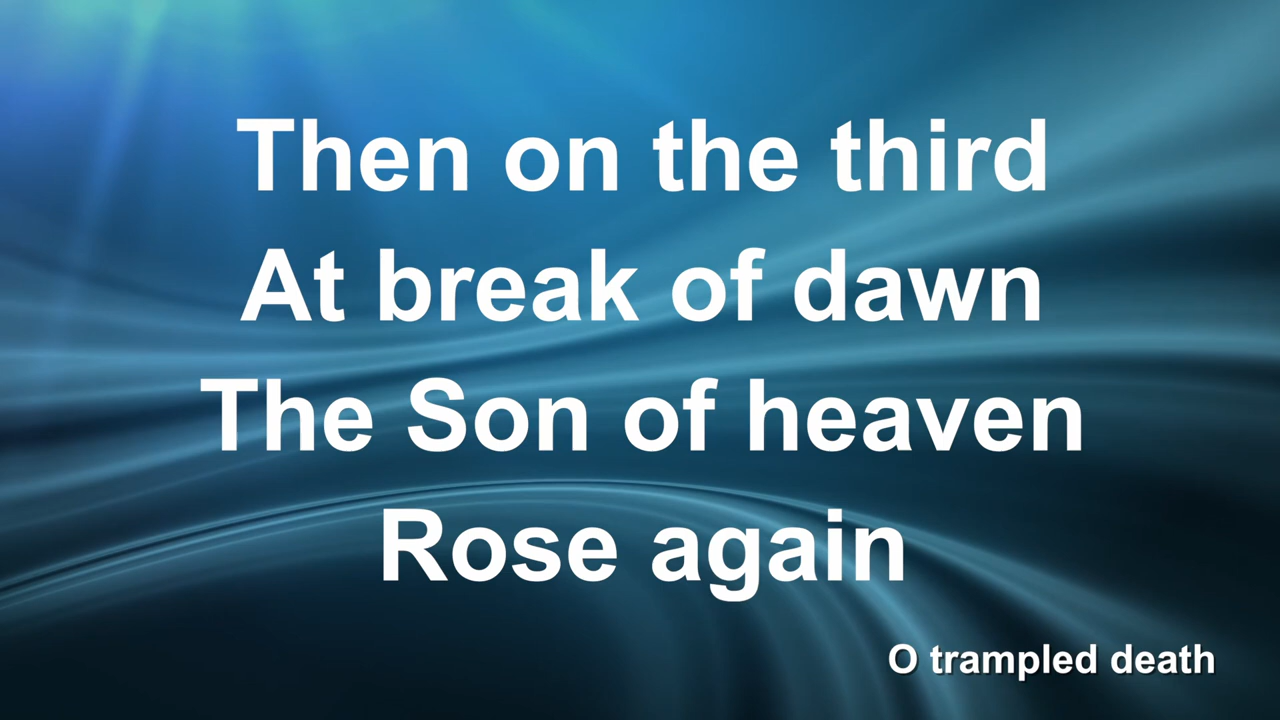 Then on the third
At break of dawn
The Son of heaven
Rose again
O trampled death